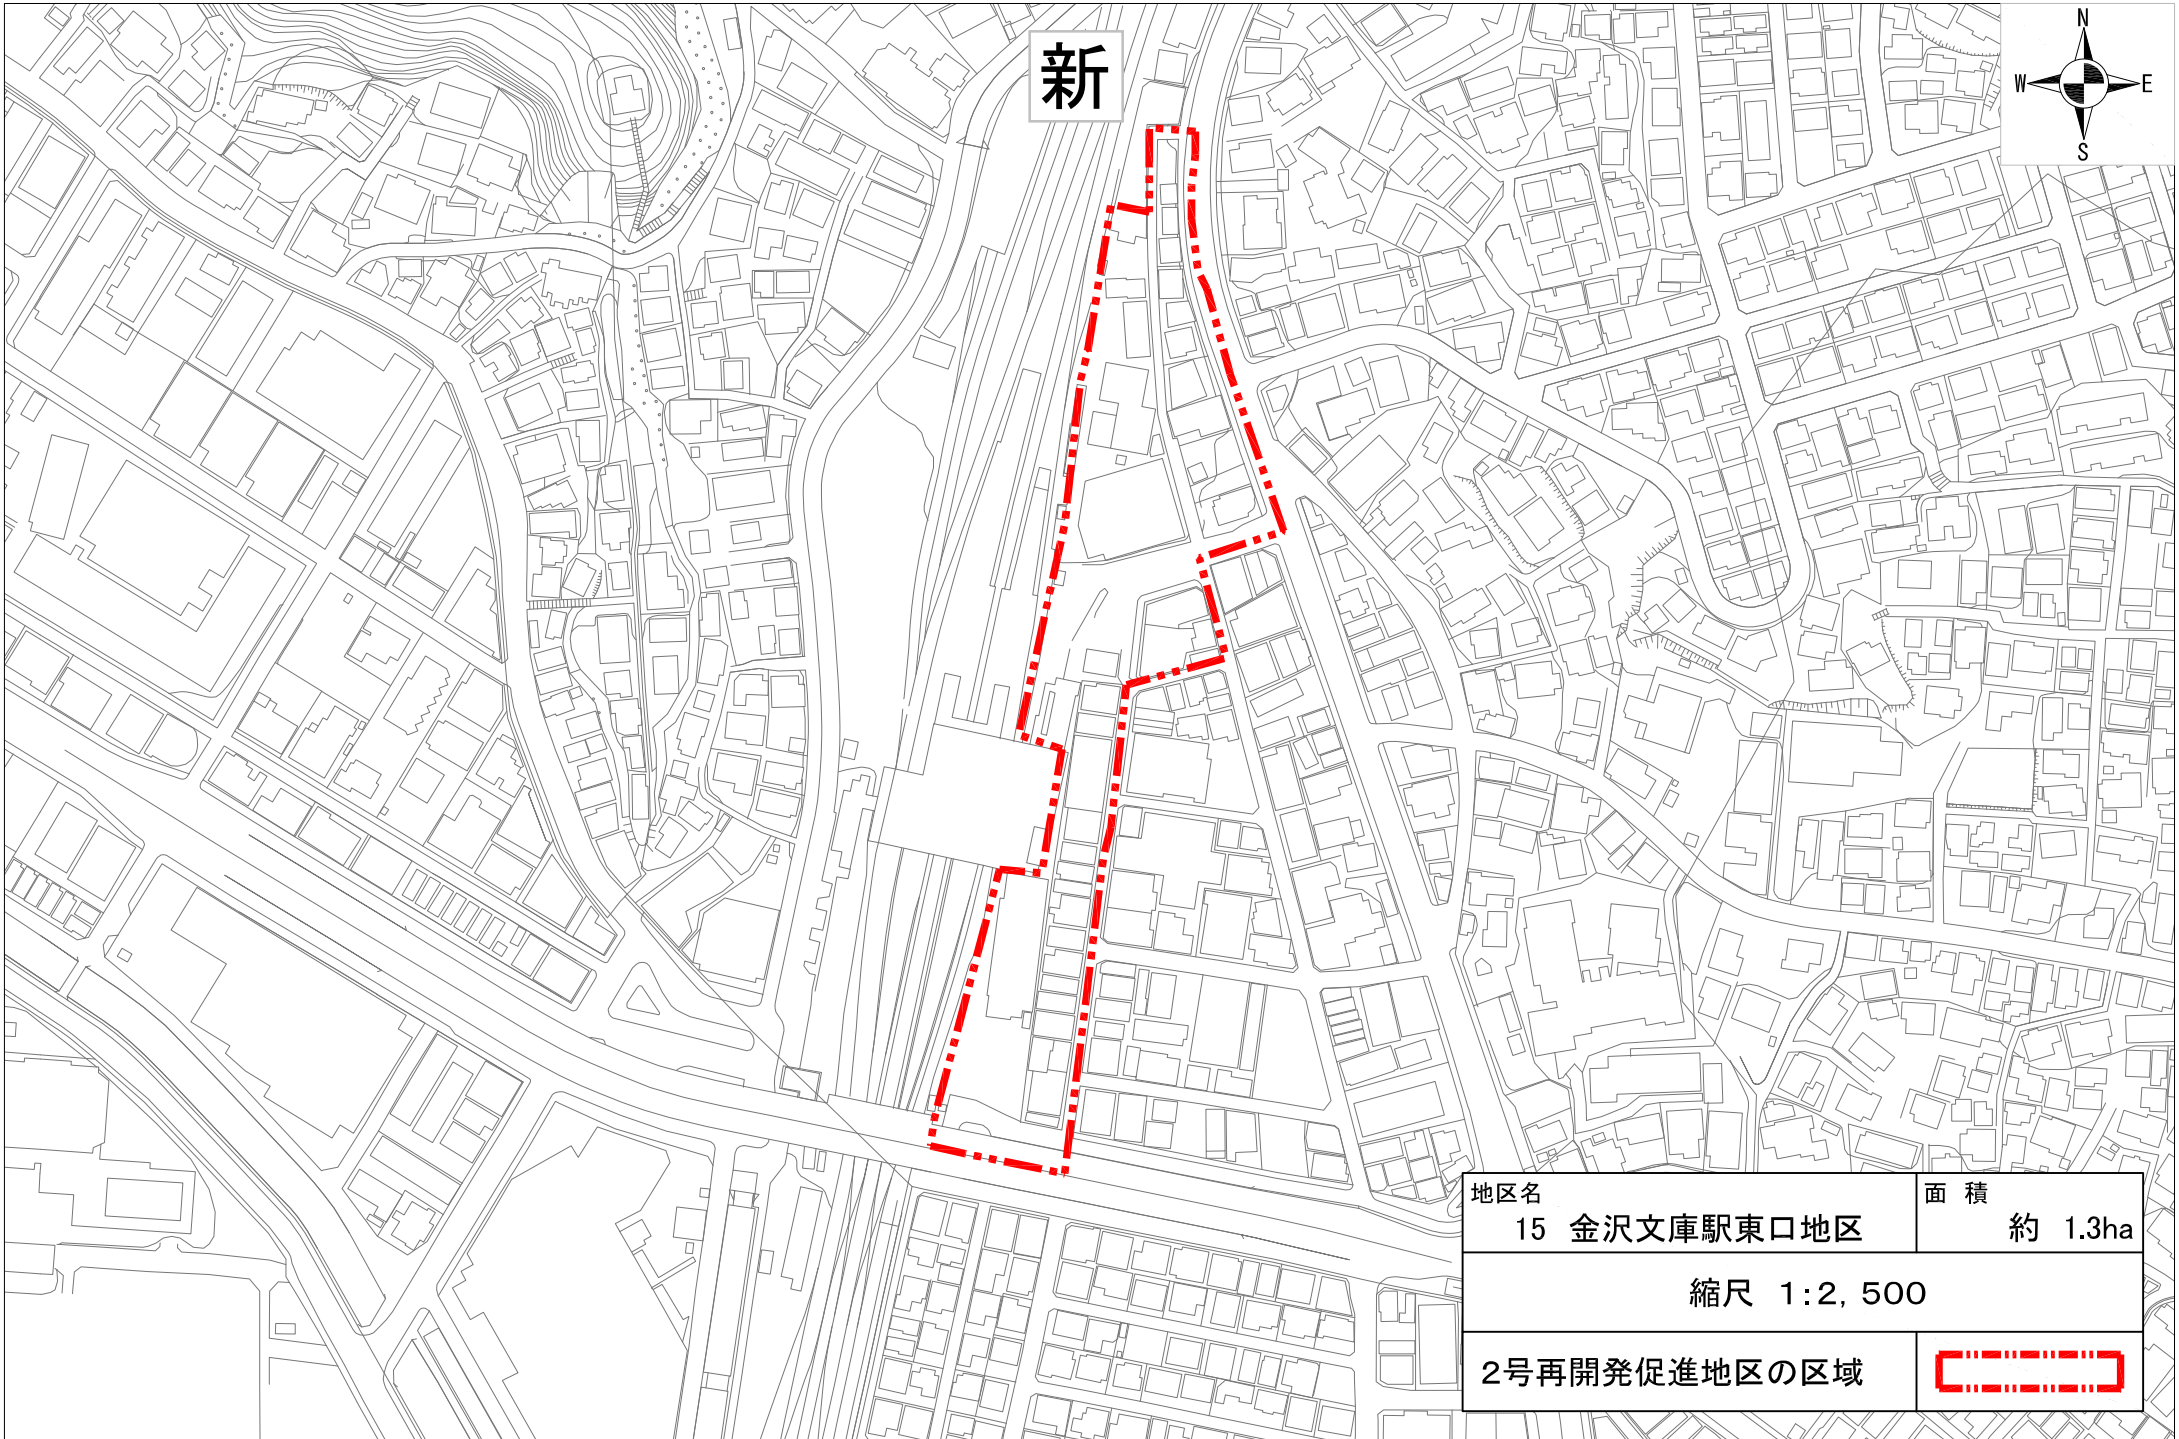 新
N
W E
S
地区名
15 金沢文庫駅東口地区
面 積
約 1.3ha
縮尺 1:2,500
2号再開発促進地区の区域